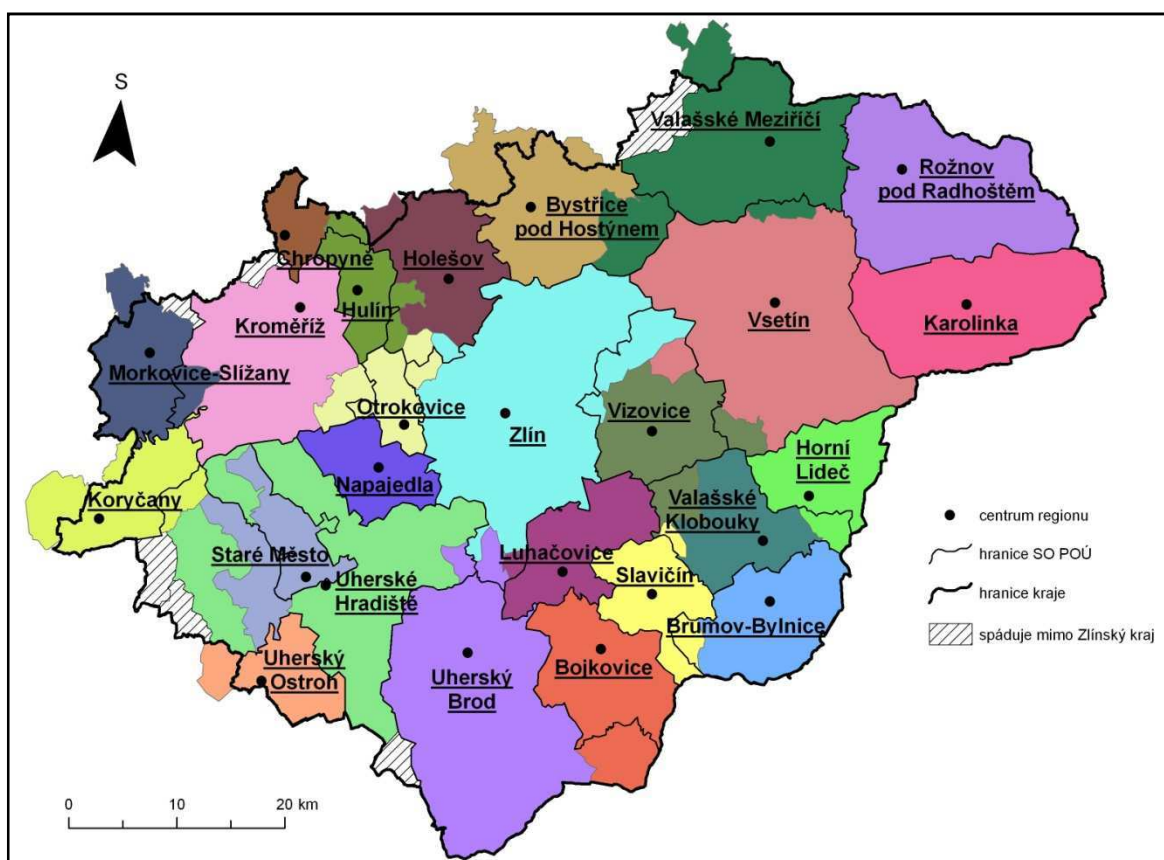 S
Valašské Meziříčí
Rožnov
pod Radhoštěm
Bystřice
pod Hostýnem
Chropyně
Holešov
Hulín
Kroměříž
Vsetín
Karolinka
Morkovice-Slížany
Otrokovice
Zlín
Vizovice
Horní
Lideč
Napajedla
Koryčany
Valašské
Klobouky
Staré Město
Uherské
Hradiště
Luhačovice
Slavičín
Brumov-Bylnice
Uherský
Ostroh
Uherský
Brod
Bojkovice
centrum regionu
hranice SO POÚ
hranice kraje
spáduje mimo Zlínský kraj
0 10 20 km